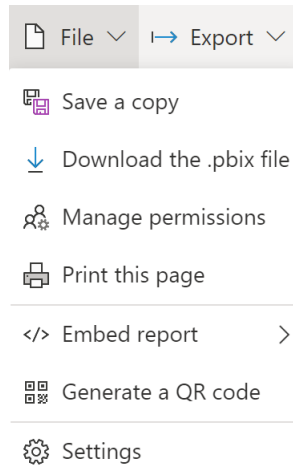 File Export
Save a copy
Download the .pbix file
Manage permissions
Print this page
Embed report
Generate a QR code
Settings